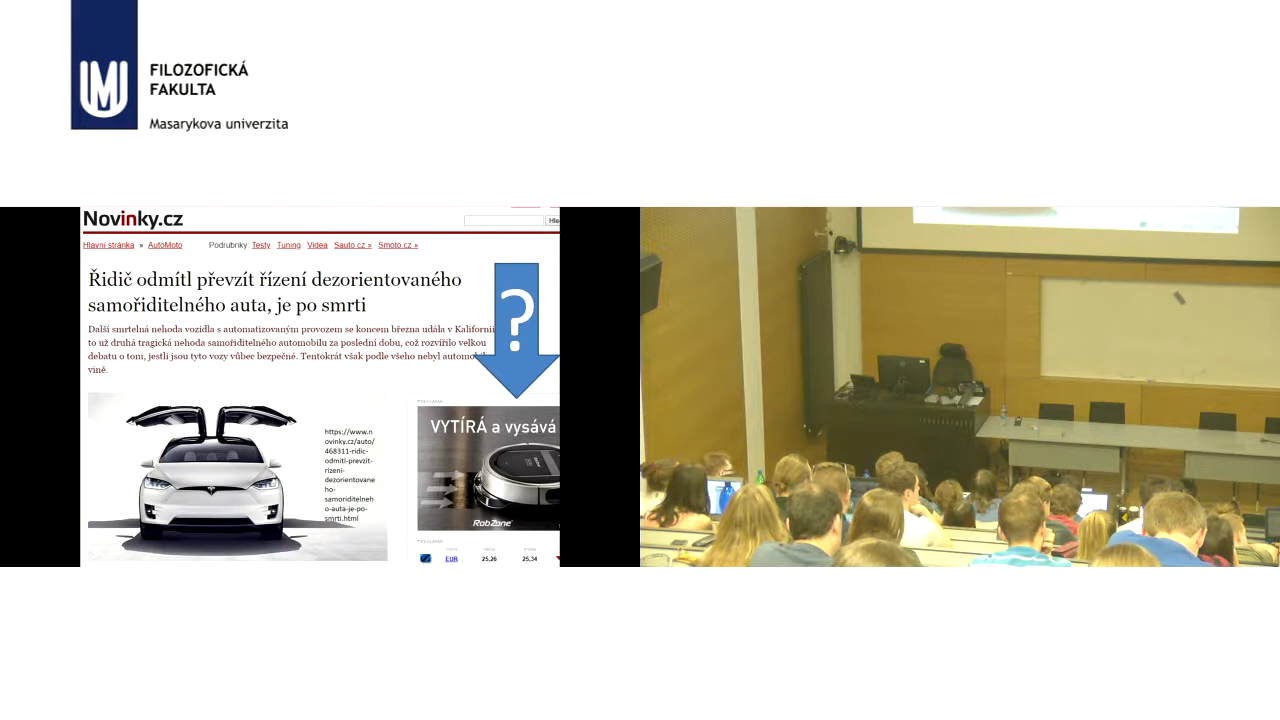 FILOZOFICKÁ
FAKULTA
Masarykova univerzita
Novinky.cz
Hle
Hlavní stránka » AutoMoto Podrubriky Testy Tuning Videa Sauto cz » Smoto cz »
Řidič odmítl převzít řízení dezorientovaného
samořiditelného auta, je po smrti
?
Další smrtelná nehoda vozidla s automatizovaným provozem se koncem března udála v Kalifornii
to už druhá tragická nehoda samořiditelného automobilu za poslední dobu, což rozvířilo velkou
debatu o tom, jestli jsou tyto vozy vůbec bezpečné. Tentokrát však podle všeho nebyl automobil
vině.
https://www.n
ovinky.cz/auto/
468311-ridic-
odmitl-prevzit-
rizeni-
dezorientovane
ho-
samoriditelneh
o-auta-je-po-
smrti.html
VYTÍRÁ a vysává
RobZone
EUR 25,26 25,34